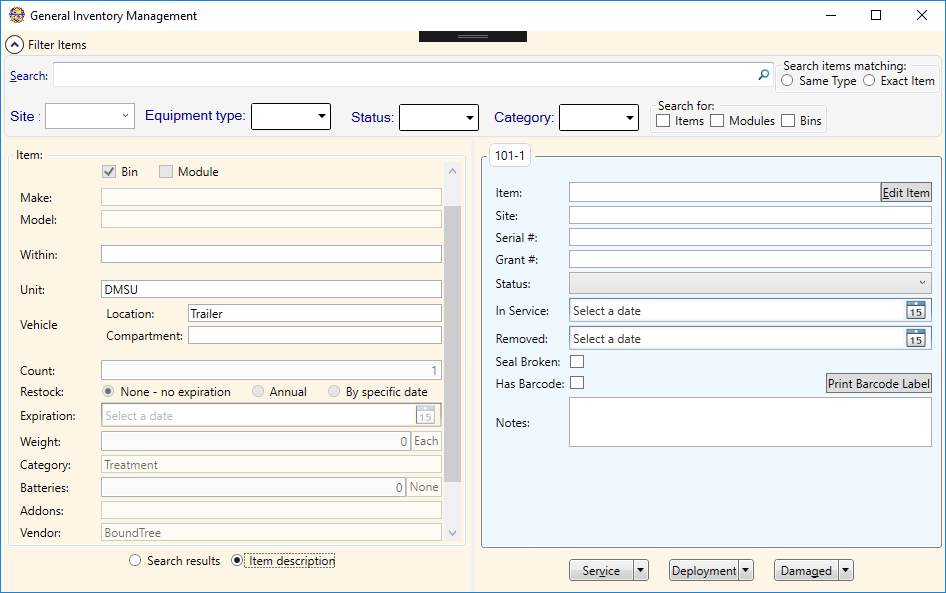 General Inventory Management
Filter Items
Search:
Search items matching:
Same Type Exact Item
Site : Equipment type: Status: Category:
Search for:
Items Modules Bins
Item:
Bin Module
Make:
Model:
Within:
Unit: DMSU
Vehicle
Location: Trailer
Compartment:
Count: 1
Restock: None - no expiration Annual By specific date
Expiration: Select a date 15
Weight: 0 Each
Category: Treatment
Batteries: 0 None
Addons:
Vendor: BoundTree
Search results Item description
101-1
Item: Edit Item
Site:
Serial #:
Grant #:
Status:
In Service: Select a date 15
Removed: Select a date 15
Seal Broken:
Has Barcode: Print Barcode Label
Notes:
Service Deployment Damaged